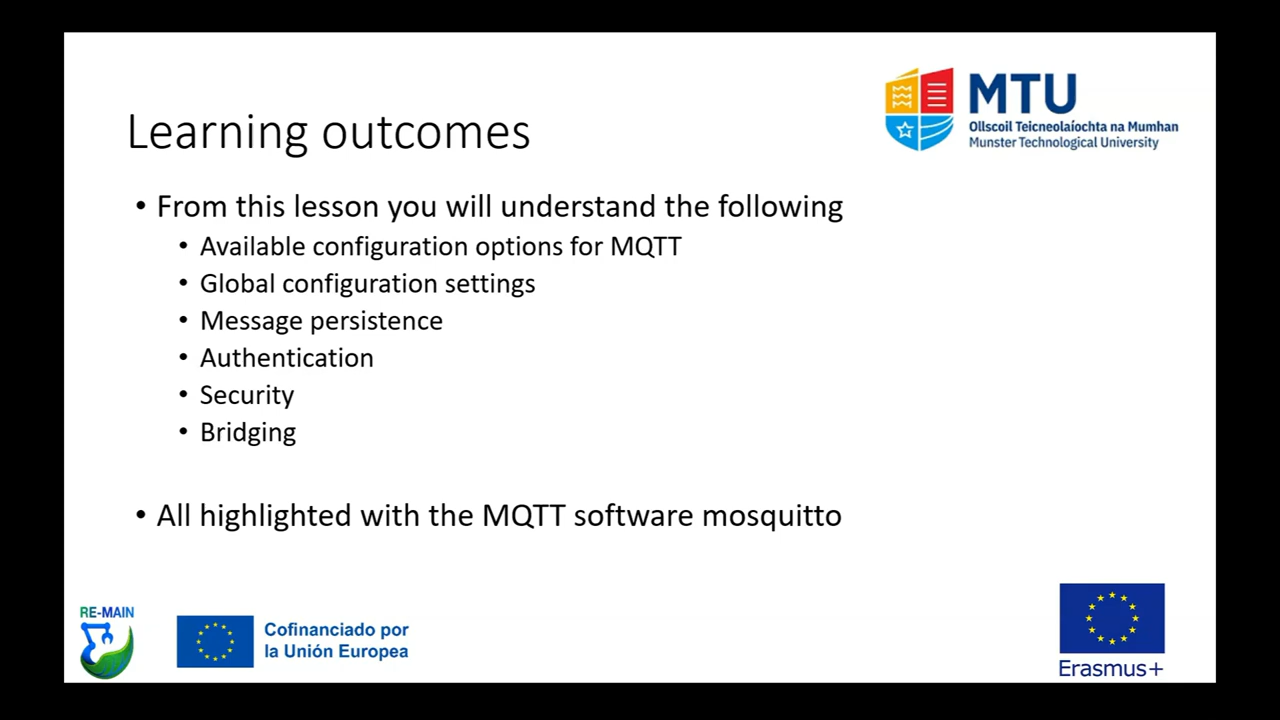 MTU
Ollscoil Teicneolaíochta na Mumhan
Munster Technological University
Learning outcomes
• From this lesson you will understand the following
• Available configuration options for MQTT
• Global configuration settings
• Message persistence
• Authentication
• Security
• Bridging
• All highlighted with the MQTT software mosquitto
RE-MAIN
Cofinanciado por
la Unión Europea
Erasmus+